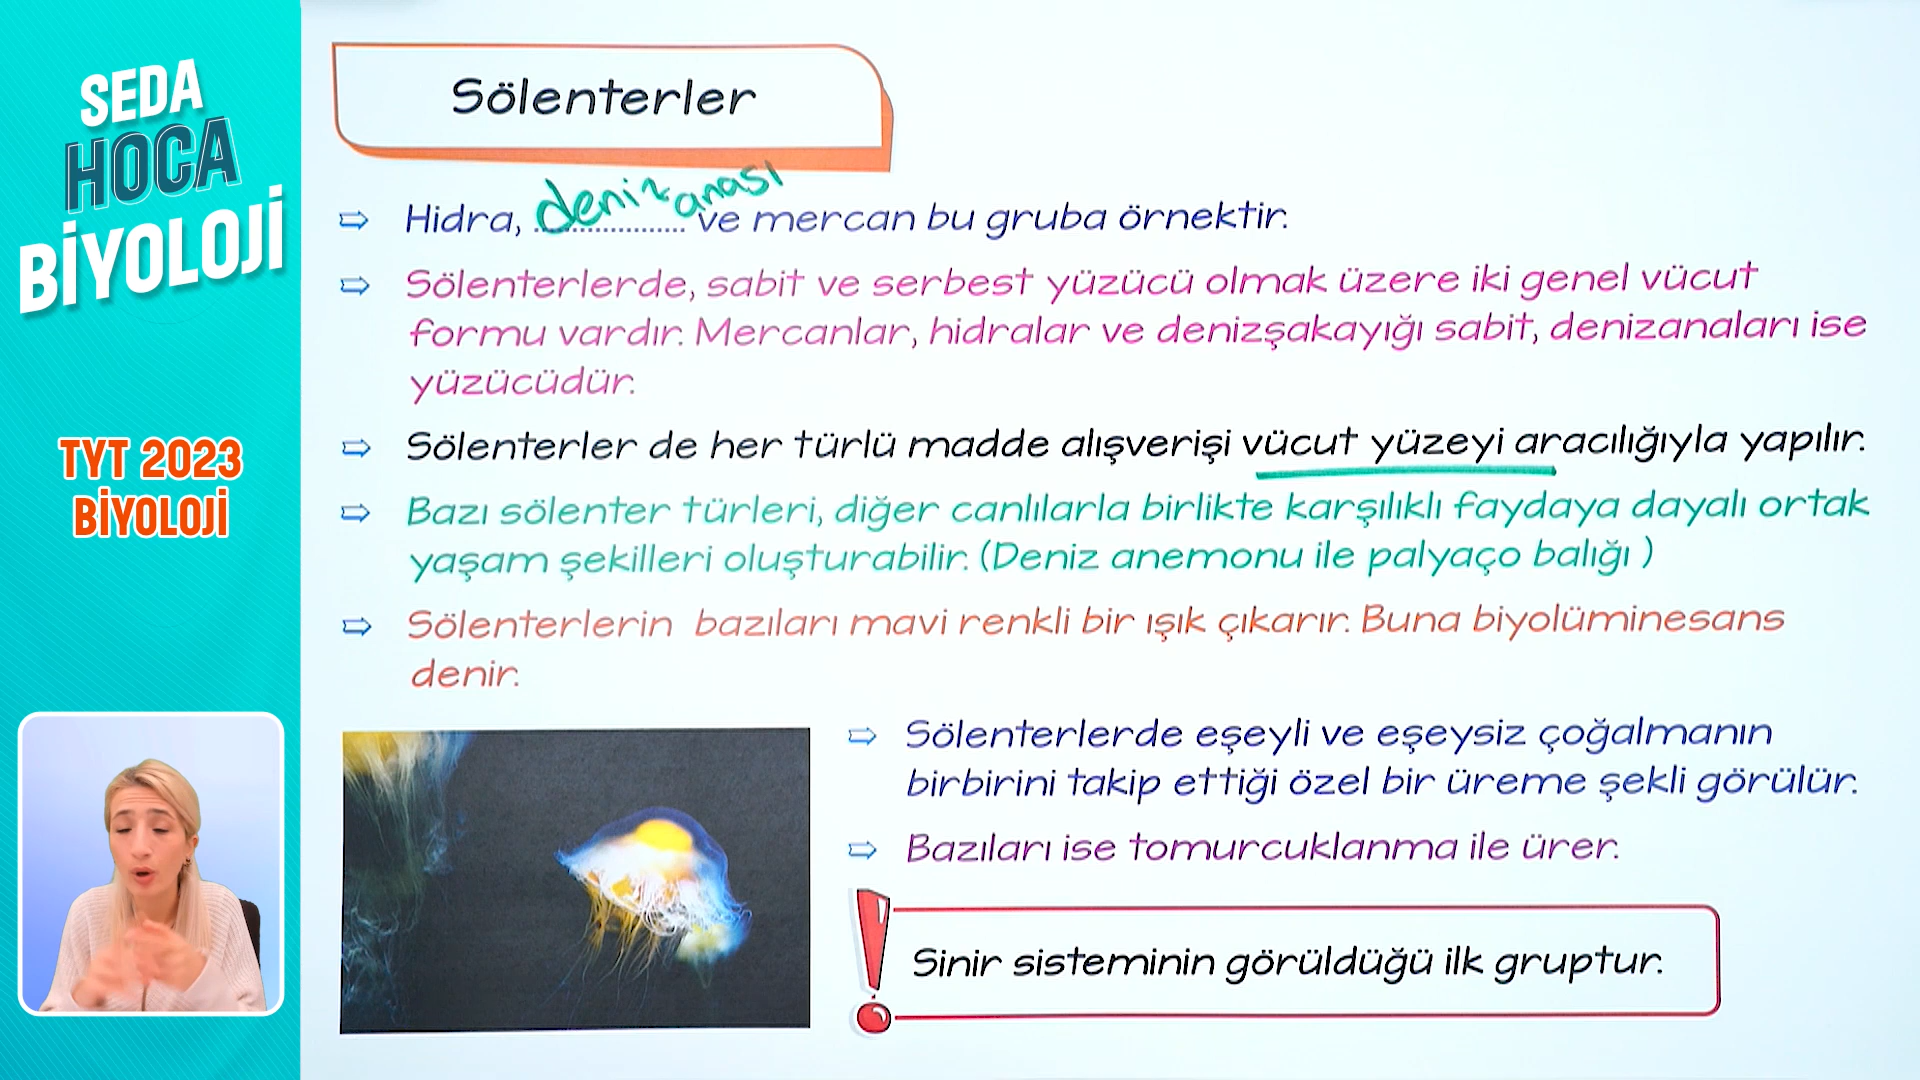 SEDA
HOCA
BİYOLOJİ
TYT 2023
BİYOLOJİ
Sölenterler
Hidra, denizanası ve mercan bu gruba örnektir.
Sölenterlerde, sabit ve serbest yüzücü olmak üzere iki genel vücut
formu vardır. Mercanlar, hidralar ve denizşakayığı sabit, denizanaları ise
yüzücüdür.
Sölenterler de her türlü madde alışverişi vücut yüzeyi aracılığıyla yapılır.
Bazı sölenter türleri, diğer canlılarla birlikte karşılıklı faydaya dayalı ortak
yaşam şekilleri oluşturabilir. (Deniz anemonu ile palyaço balığı )
Sölenterlerin bazıları mavi renkli bir ışık çıkarır. Buna biyolüminesans
denir.
Sölenterlerde eşeyli ve eşeysiz çoğalmanın
birbirini takip ettiği özel bir üreme şekli görülür.
Bazıları ise tomurcuklanma ile ürer.
Sinir sisteminin görüldüğü ilk gruptur.